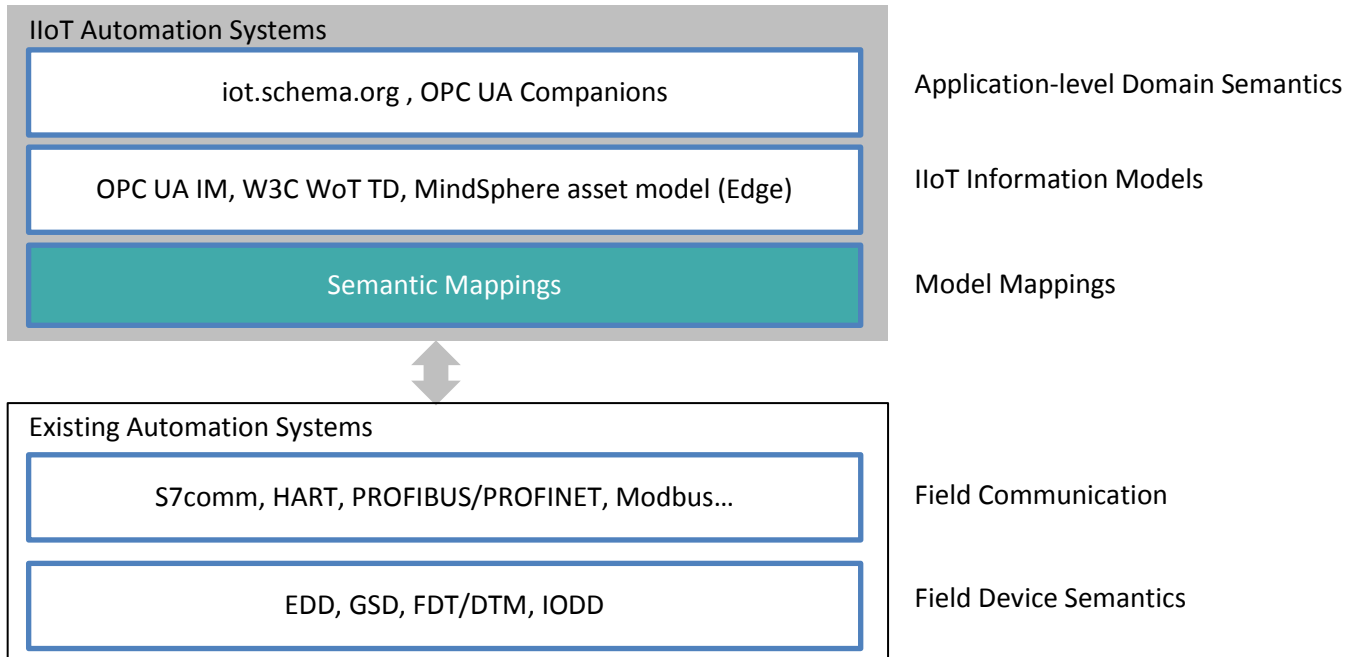 IIoT Automation Systems
iot.schema.org , OPC UA Companions
Application-level Domain Semantics
OPC UA IM, W3C WoT TD, MindSphere asset model (Edge)
IIoT Information Models
Semantic Mappings
Model Mappings
Existing Automation Systems
S7comm, HART, PROFIBUS/PROFINET, Modbus...
Field Communication
EDD, GSD, FDT/DTM, IODD
Field Device Semantics